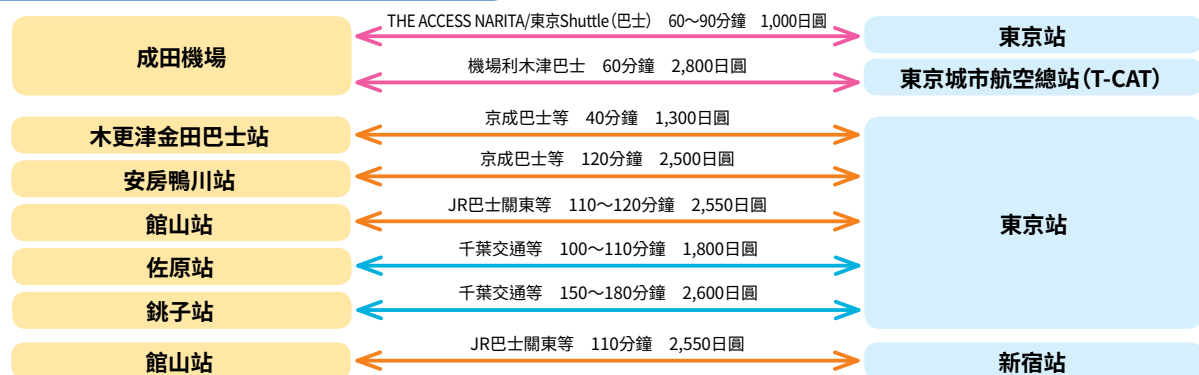 THE ACCESS NARITA/東京Shuttle（巴士） 60～90分鐘 1,000日圓
成田機場
東京站
機場利木津巴士 60分鐘 2,800日圓
東京城市航空總站（T-CAT）
木更津金田巴士站
京成巴士等 40分鐘 1,300日圓
安房鴨川站
京成巴士等 120分鐘 2,500日圓
館山站
JR巴士關東等 110～120分鐘 2,550日圓
東京站
佐原站
千葉交通等 100～110分鐘 1,800日圓
銚子站
千葉交通等 150～180分鐘 2,600日圓
館山站
JR巴士關東等 110分鐘 2,550日圓
新宿站